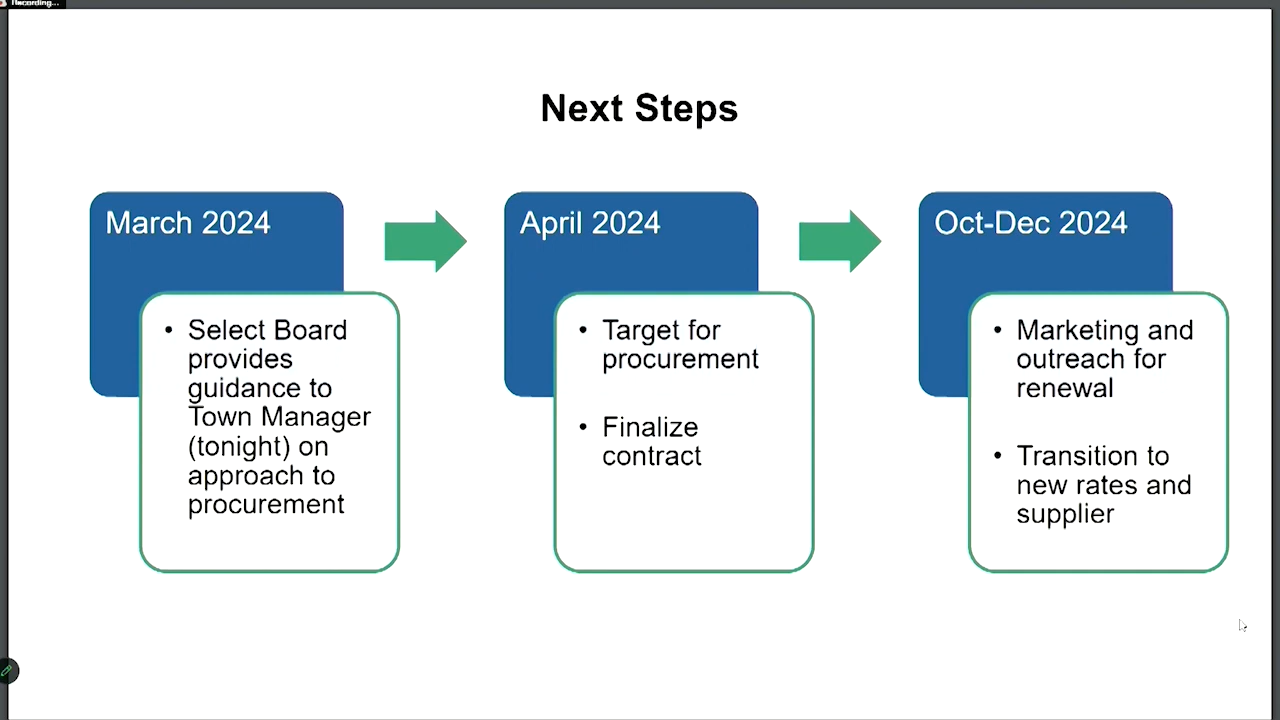 Recording...
Next Steps
March 2024
• Select Board
provides
guidance to
Town Manager
(tonight) on
approach to
procurement
April 2024
• Target for
procurement
• Finalize
contract
Oct-Dec 2024
• Marketing and
outreach for
renewal
• Transition to
new rates and
supplier